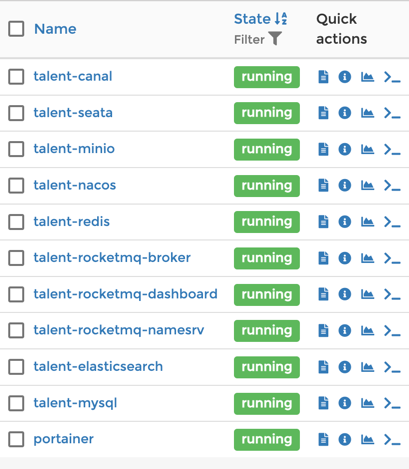 Name State Quick
Filter actions
talent-canal running
talent-seata running
talent-minio running
talent-nacos running
talent-redis running
talent-rocketmq-broker running
talent-rocketmq-dashboard running
talent-rocketmq-namesrv running
talent-elasticsearch running
talent-mysql running
portainer running